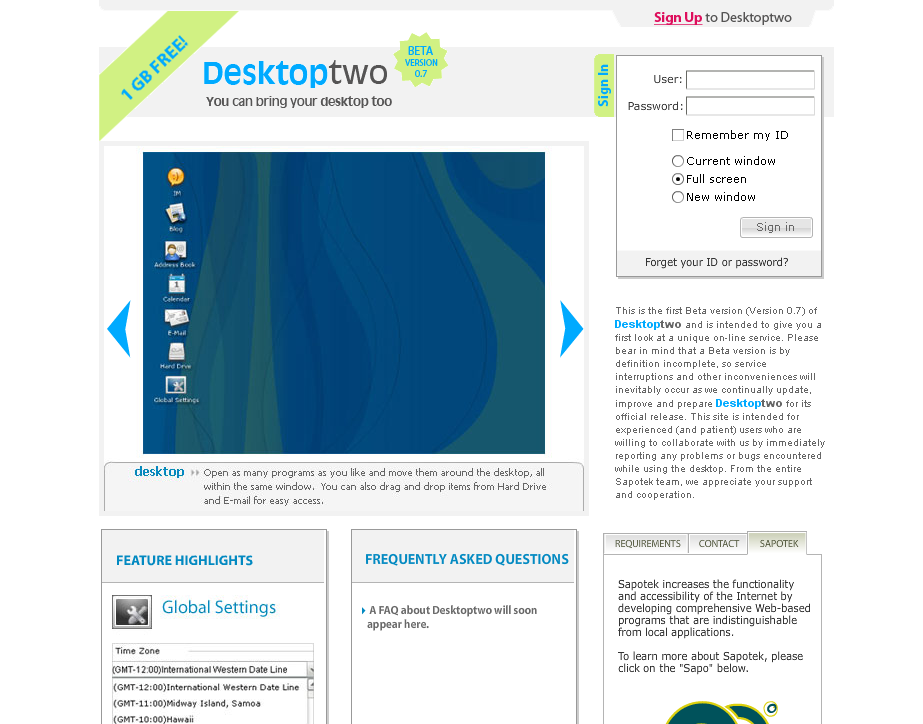 Sign Up to Desktoptwo
1 GB FREE!
Desktoptwo
BETA
VERSION
0.7
You can bring your desktop too
Sign In
User:
Password:
Remember my ID
Current window
Full screen
New window
Sign in
Forget your ID or password?
IM
Blog
Address Book
Calendar
E-Mail
Hard Drive
Global Settings
desktop
Open as many programs as you like and move them around the desktop, all
within the same window. You can also drag and drop items from Hard Drive
and E-mail for easy access.
This is the first Beta version (Version 0.7) of
Desktoptwo and is intended to give you a
first look at a unique on-line service. Please
bear in mind that a Beta version is by
definition incomplete, so service
interruptions and other inconveniences will
inevitably occur as we continually update,
improve and prepare Desktoptwo for its
official release. This site is intended for
experienced (and patient) users who are
willing to collaborate with us by immediately
reporting any problems or bugs encountered
while using the desktop. From the entire
Sapotek team, we appreciate your support
and cooperation.
FEATURE HIGHLIGHTS
Global Settings
Time Zone
(GMT-12:00)International Western Date Line
(GMT-12:00)International Western Date Line
(GMT-11:00)Midway Island, Samoa
(GMT-10:00)Hawaii
FREQUENTLY ASKED QUESTIONS
A FAQ about Desktoptwo will soon
appear here.
REQUIREMENTS
CONTACT
SAPOTEK
Sapotek increases the functionality
and accessibility of the Internet by
developing comprehensive Web-based
programs that are indistinguishable
from local applications.
To learn more about Sapotek, please
click on the "Sapo" below.